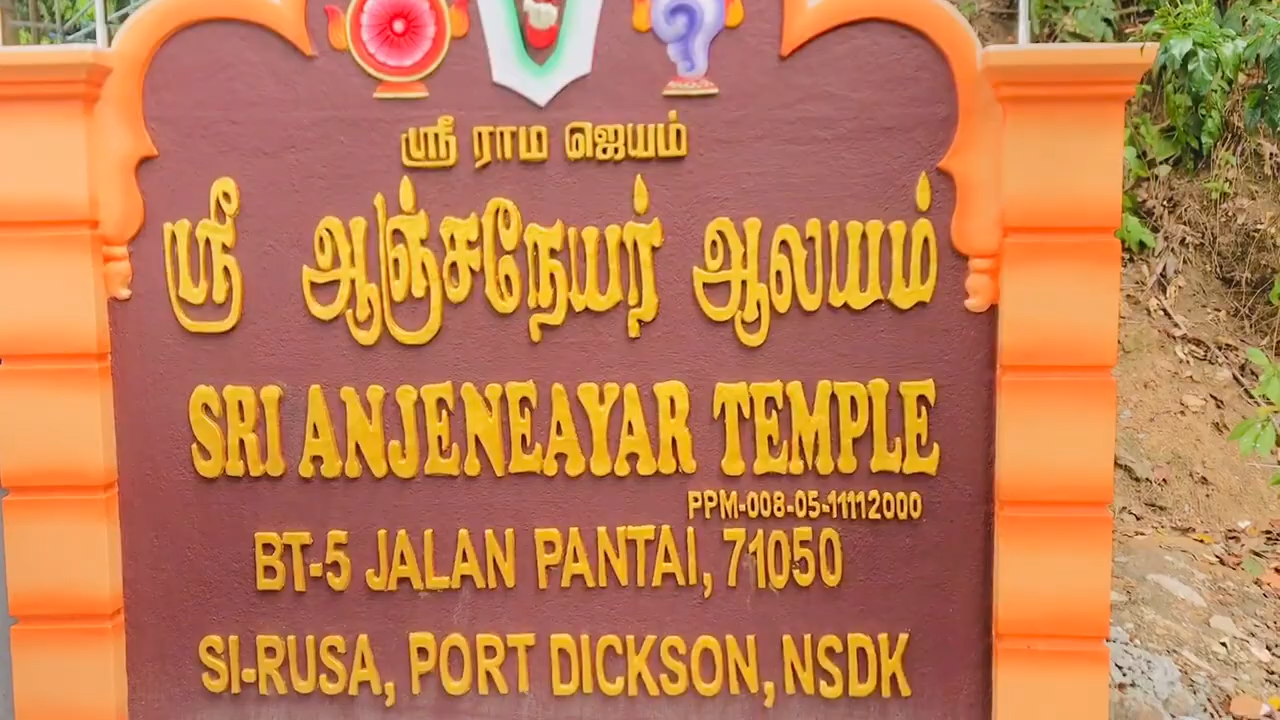 ஸ்ரீ ராம ஜெயம்
ஸ்ரீ ஆஞ்சநேயர் ஆலயம்
SRI ANJENEAYAR TEMPLE
PPM-008-05-11112000
BT-5 JALAN PANTAI, 71050
SI-RUSA, PORT DICKSON, NSDK